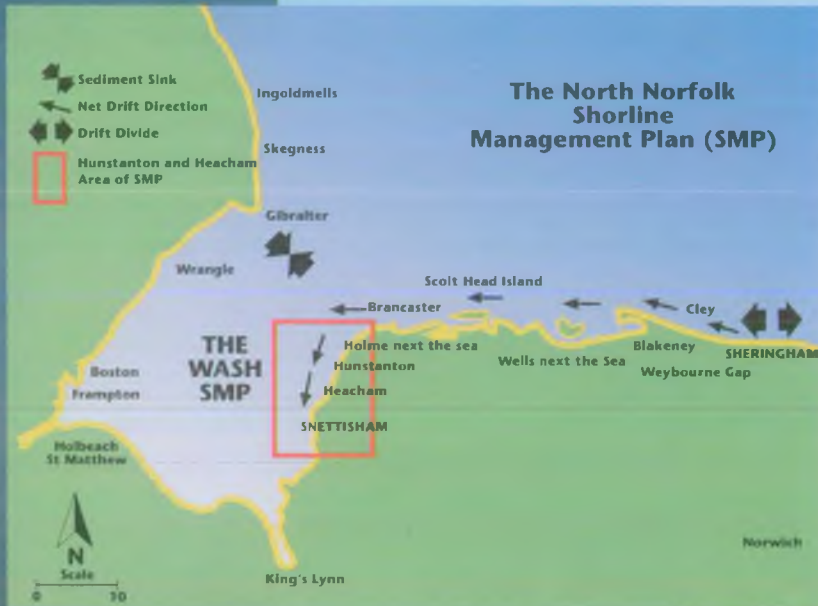 Sediment Sink
Net Drift Direction
Drift Divide
Hunstanton and Heacham
Area of SMP
The North Norfolk
Shorline
Management Plan (SMP)
Ingoldmells
Skegness
Gibralter
Wrangle
Scolt Head Island
Brancaster
Cley
THE
WASH
SMP
Holme next the sea
Hunstanton
Heacham
SNETTISHAM
Wells next the Sea
Blakeney
SHERINGHAM
Weybourne Gap
Boston
Frampton
Holbeach
St Matthew
N
Scale
0 10
King's Lynn
Norwich